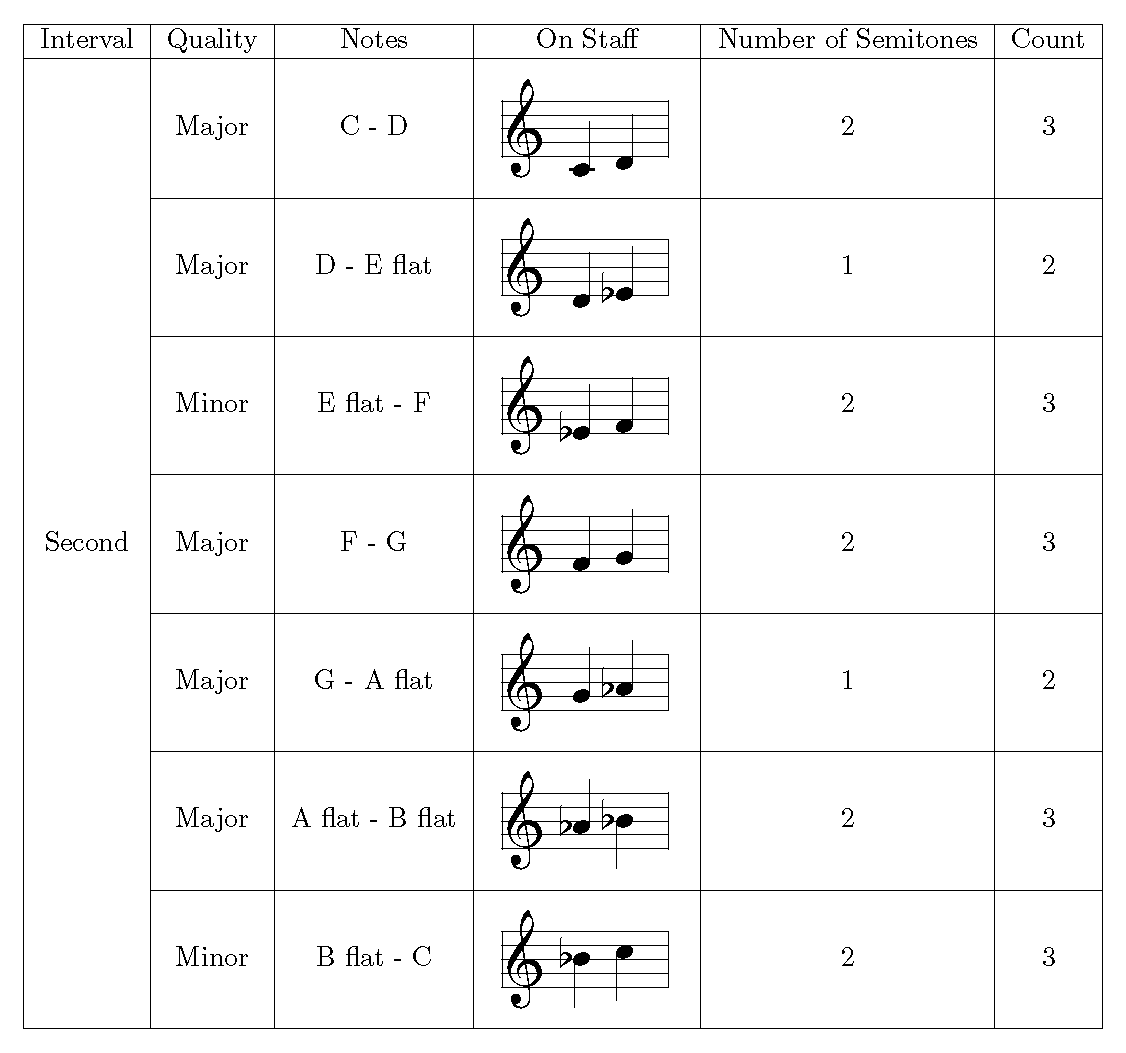 Interval Quality Notes On Staff Number of Semitones Count
Major C - D 2 3
Major D - E flat 1 2
Minor E flat - F 2 3
Second Major F - G 2 3
Major G - A flat 1 2
Major A flat - B flat 2 3
Minor B flat - C 2 3